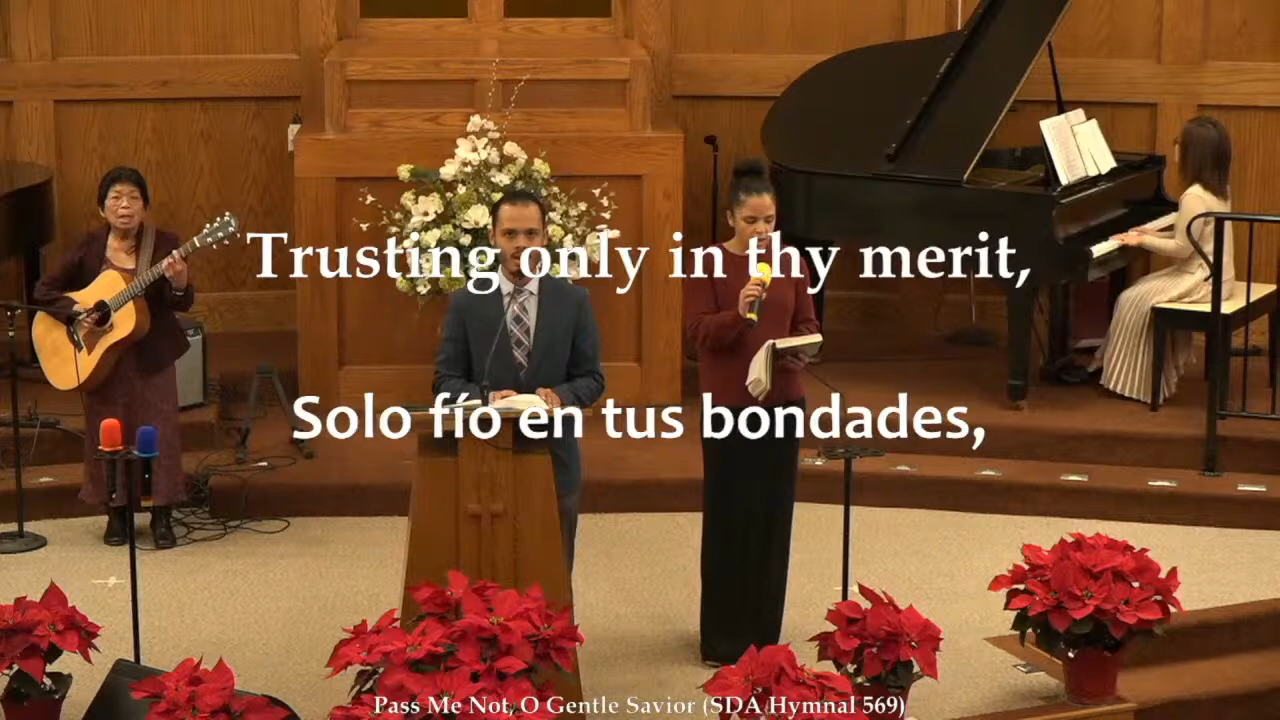 Trusting only in thy merit,
Solo fío en tus bondades,
Pass Me Not, O Gentle Savior (SDA Hymnal 569)